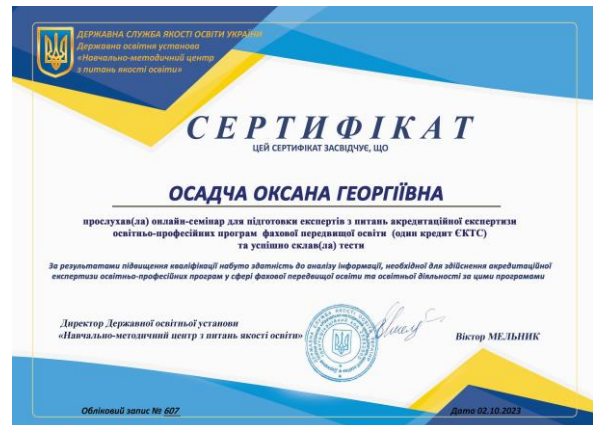 ДЕРЖАВНА СЛУЖБА ЯКОСТІ ОСВІТИ УКРАЇНИ
Державна освітня установа
«Навчально-методичний центр
з питань якості освіти»
СЕРТИФІКАТ
ЦЕЙ СЕРТИФІКАТ ЗАСВІДЧУЄ, ЩО
ОСАДЧА ОКСАНА ГЕОРГІЇВНА
прослухав(ла) онлайн-семінар для підготовки експертів з питань акредитаційної експертизи
освітньо-професійних програм фахової передвищої освіти (один кредит ЄКТС)
та успішно склав(ла) тести
За результатами підвищення кваліфікації набуто здатність до аналізу інформації, необхідної для здійснення акредитаційної
експертизи освітньо-професійних програм у сфері фахової передвищої освіти та освітньої діяльності за цими програмами
Директор Державної освітньої установи
«Навчально-методичний центр з питань якості освіти»
Віктор МЕЛЬНИК
Обліковий запис № 607
Дата 02.10.2023